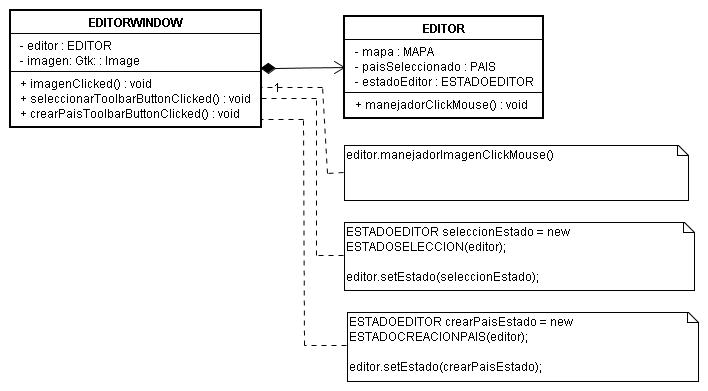 EDITORWINDOW
- editor : EDITOR
- imagen: Gtk: : Image
+ imagenClicked() : void
+ seleccionarToolbarButtonClicked() : void
+ crearPaisToolbarButtonClicked() : void
1
EDITOR
- mapa : MAPA
- paisSeleccionado : PAIS
- estadoEditor : ESTADOEDITOR
+ manejadorClickMouse() : void
editor.manejadorImagenClickMouse()
ESTADOEDITOR seleccionEstado = new
ESTADOSELECCION(editor);
editor.setEstado(seleccionEstado);
ESTADOEDITOR crearPaisEstado = new
ESTADOCREACIONPAIS(editor);
editor.setEstado(crearPaisEstado);